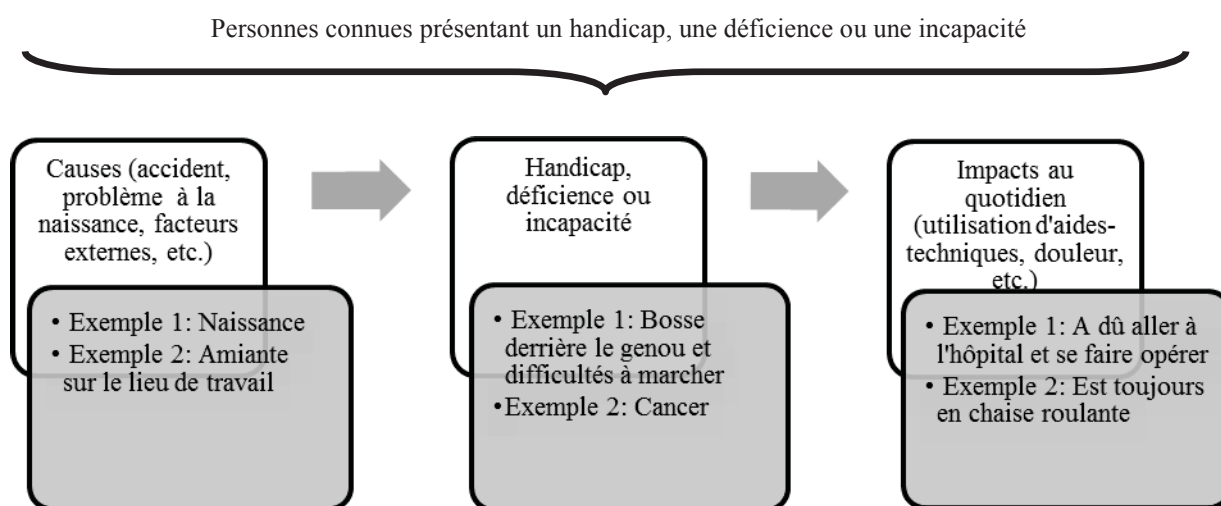 Personnes connues présentant un handicap, une déficience ou une incapacité
Causes (accident,
problème à la
naissance, facteurs
externes, etc.)
• Exemple 1: Naissance
• Exemple 2: Amiante
sur le lieu de travail
Handicap,
déficience ou
incapacité
• Exemple 1: Bosse
derrière le genou et
difficultés à marcher
•Exemple 2: Cancer
Impacts au
quotidien
(utilisation d'aides-
techniques, douleur,
etc.)
• Exemple 1: A dû aller à
l'hôpital et se faire opérer
• Exemple 2: Est toujours
en chaise roulante